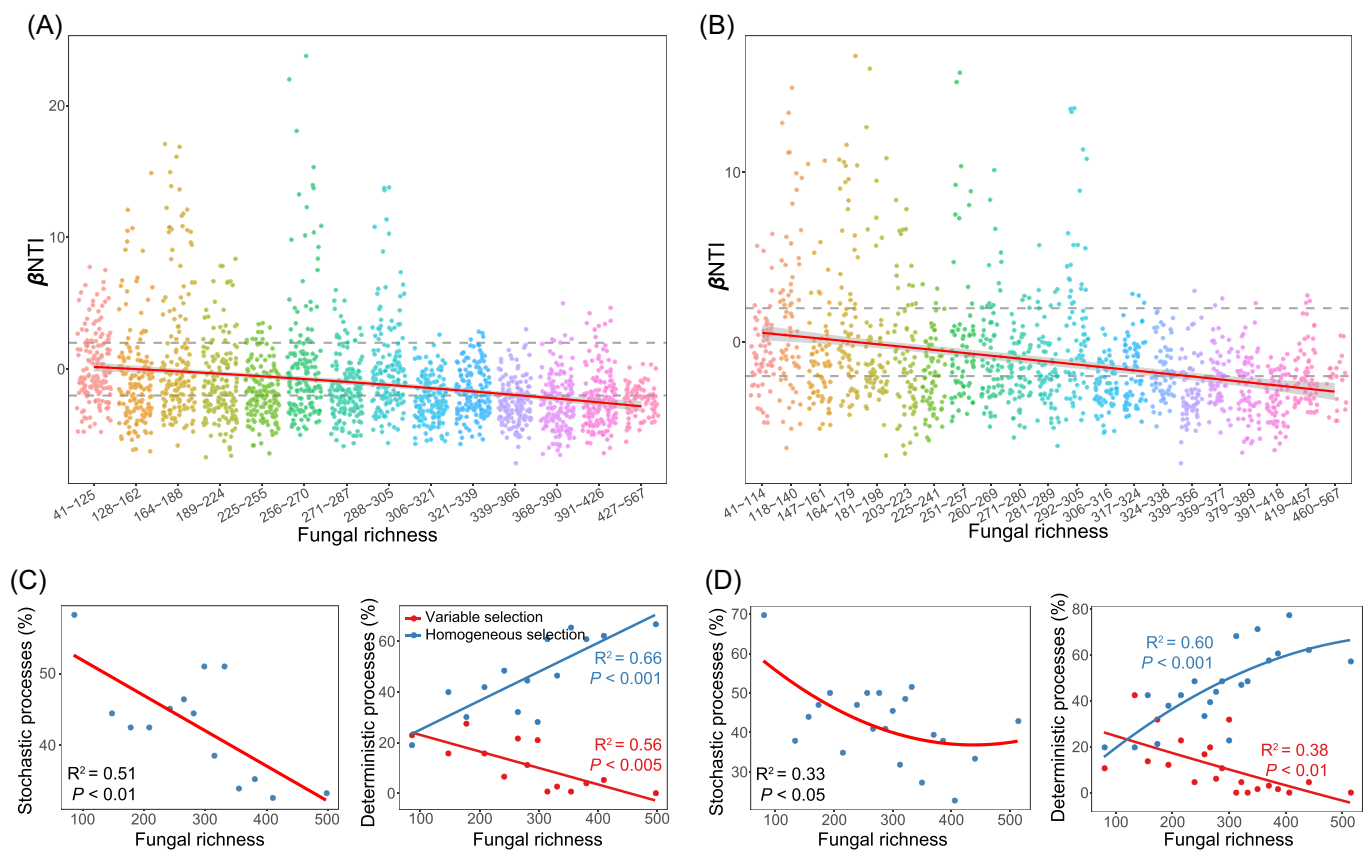 (A)
βNTI
20
10
0
41~125
128~162
164~188
189~224
225~255
256~270
271~287
288~305
306~321
321~339
339~366
368~390
391~426
427~567
Fungal richness
(B)
βNTI
10
0
41~114
118~140
147~161
164~179
181~198
203~223
225~241
251~257
260~269
271~280
281~289
292~305
306~316
317~324
324~338
339~356
359~377
379~389
391~418
419~457
460~567
Fungal richness
(C)
Stochastic processes (%)
50
40
R² = 0.51
P < 0.01
100 200 300 400 500
Fungal richness
Deterministic processes (%)
60
40
20
0
Variable selection
Homogeneous selection
R² = 0.66
P < 0.001
R² = 0.56
P < 0.005
100 200 300 400 500
Fungal richness
(D)
Stochastic processes (%)
70
60
50
40
30
R² = 0.33
P < 0.05
100 200 300 400 500
Fungal richness
Deterministic processes (%)
80
60
40
20
0
R² = 0.60
P < 0.001
R² = 0.38
P < 0.01
100 200 300 400 500
Fungal richness